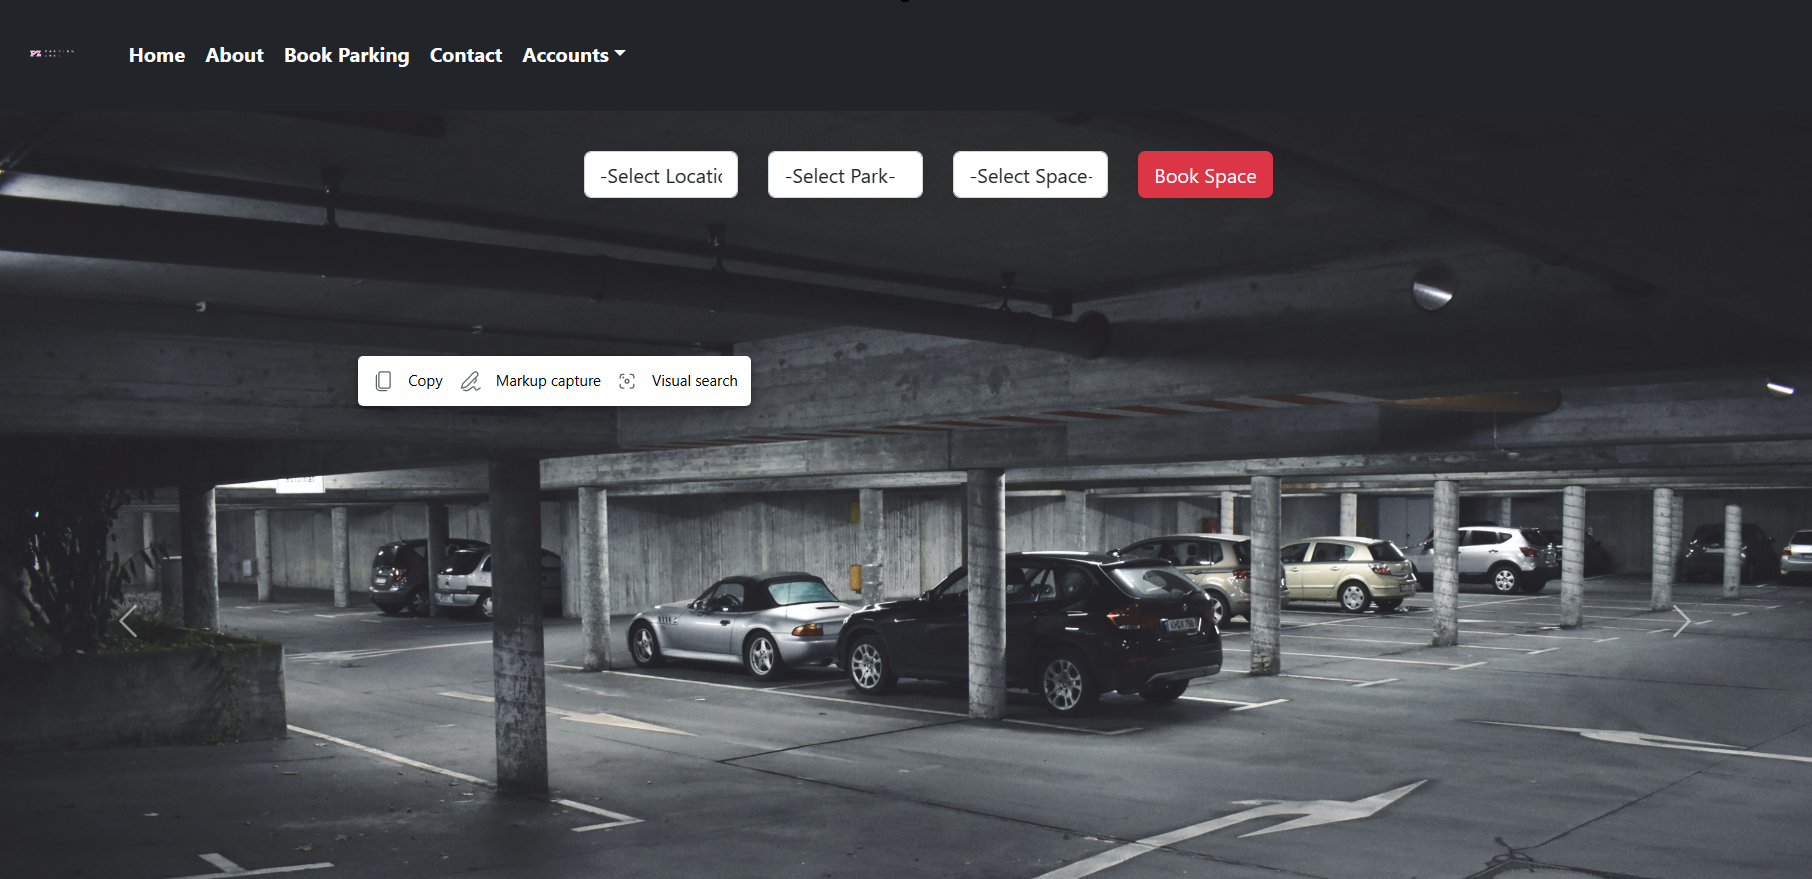 Home About Book Parking Contact Accounts
-Select Locatic -Select Park- -Select Space- Book Space
Copy Markup capture Visual search